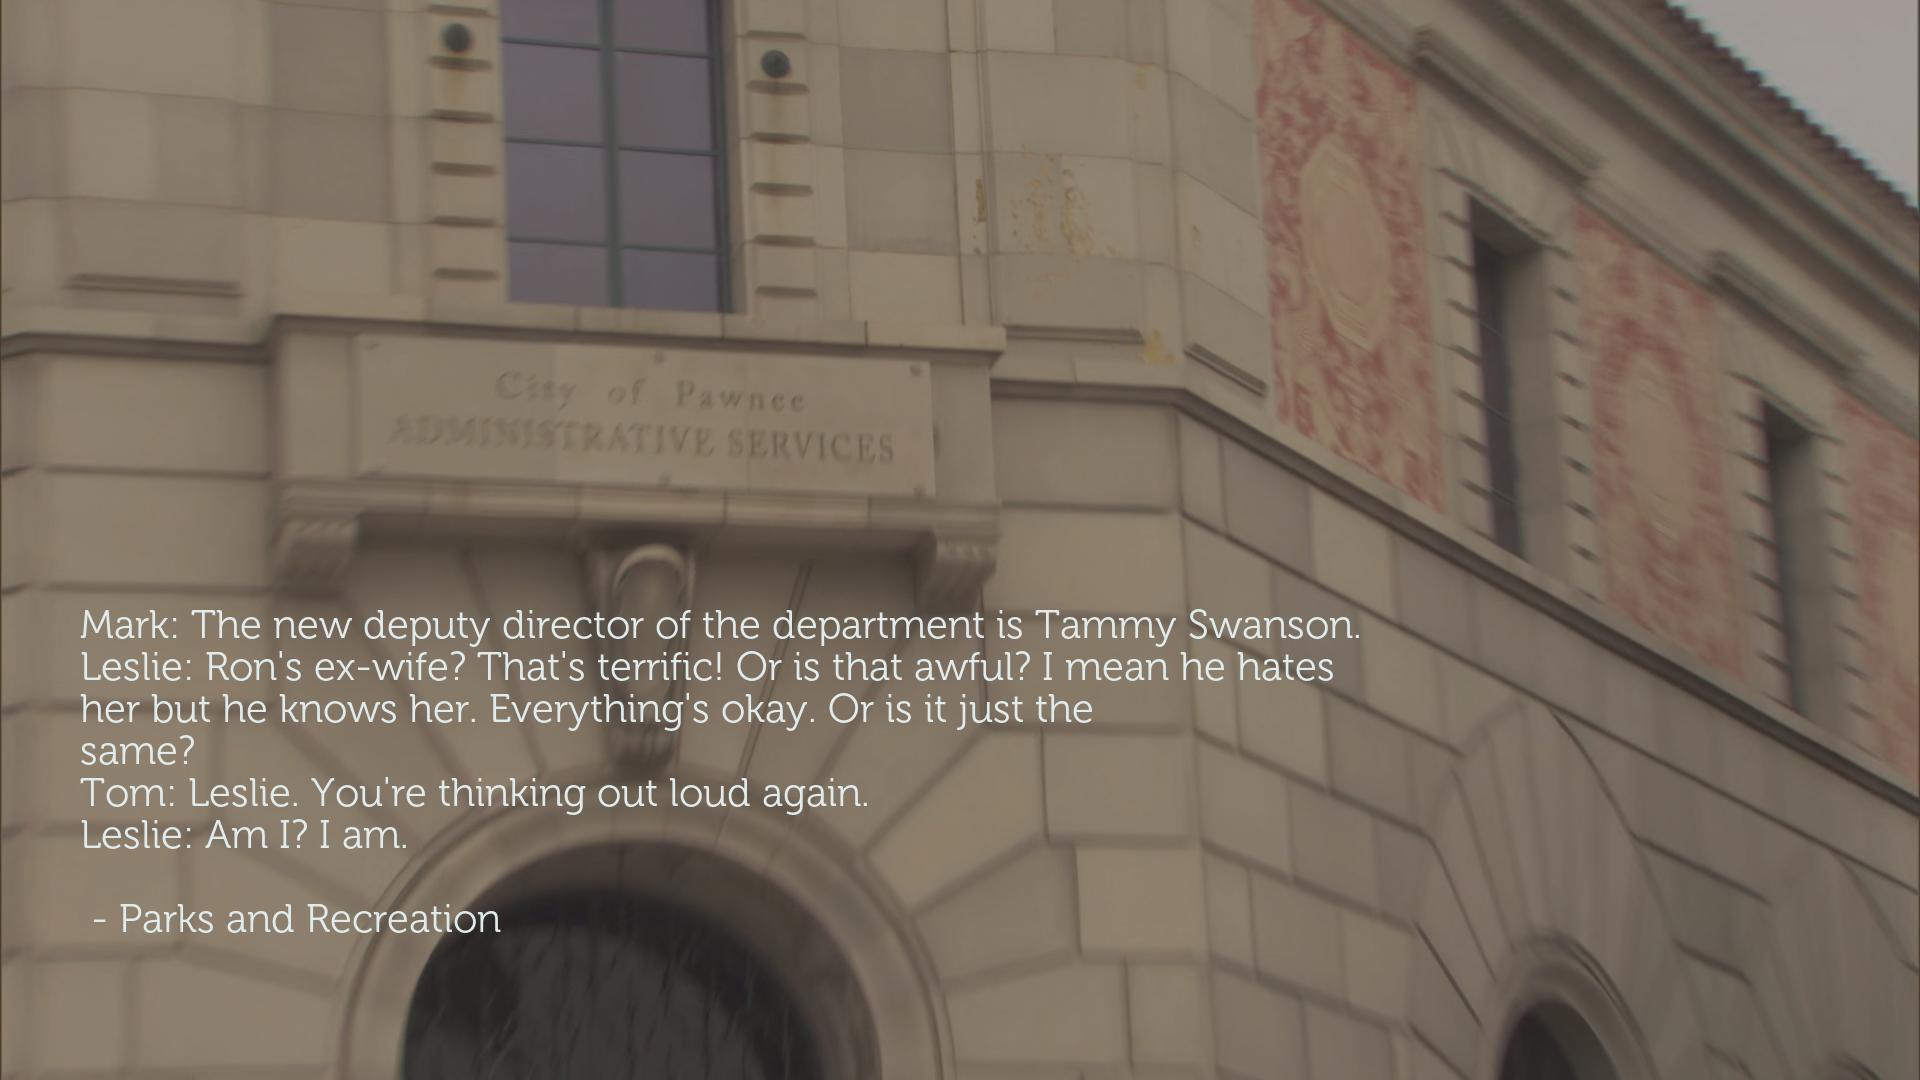 City of Pawnee
ADMINISTRATIVE SERVICES
Mark: The new deputy director of the department is Tammy Swanson.
Leslie: Ron's ex-wife? That's terrific! Or is that awful? I mean he hates
her but he knows her. Everything's okay. Or is it just the
same?
Tom: Leslie. You're thinking out loud again.
Leslie: Am I? I am.
- Parks and Recreation